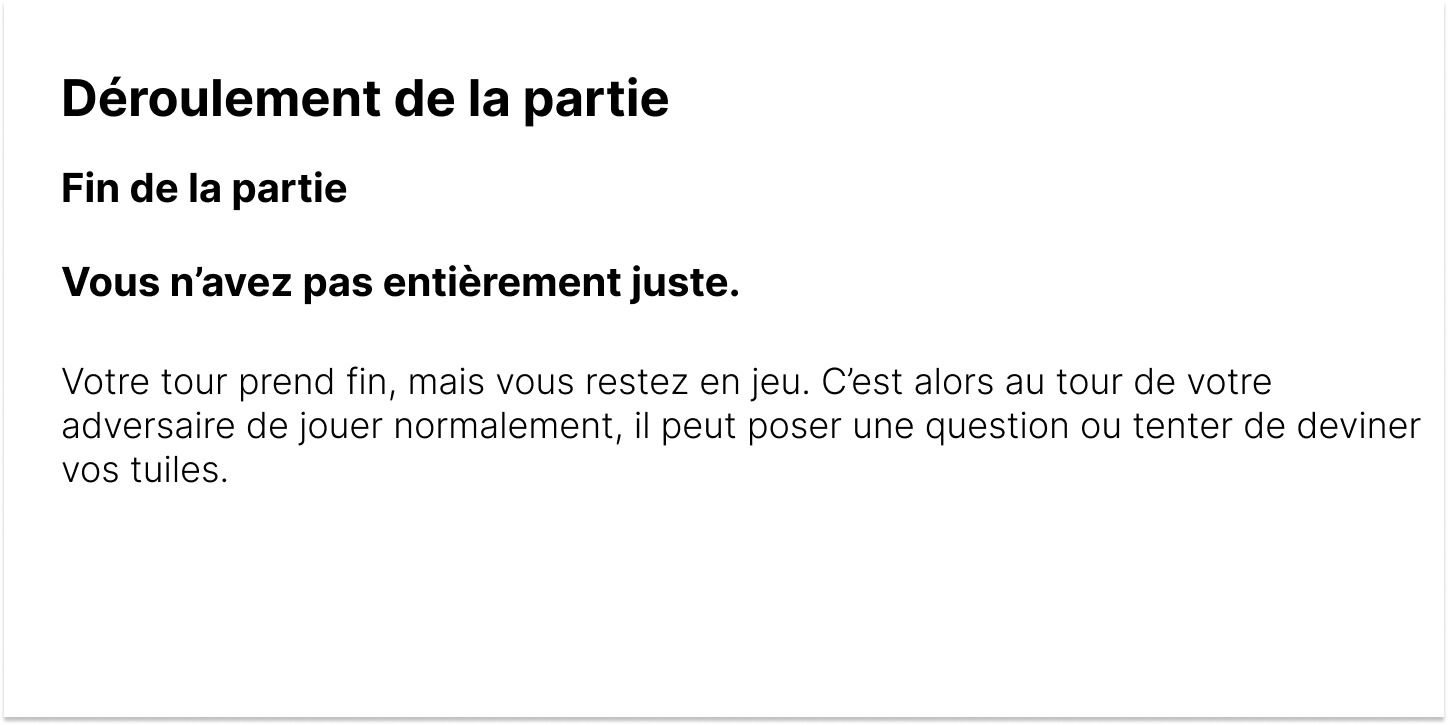 Déroulement de la partie
Fin de la partie
Vous n’avez pas entièrement juste.
Votre tour prend fin, mais vous restez en jeu. C’est alors au tour de votre
adversaire de jouer normalement, il peut poser une question ou tenter de deviner
vos tuiles.